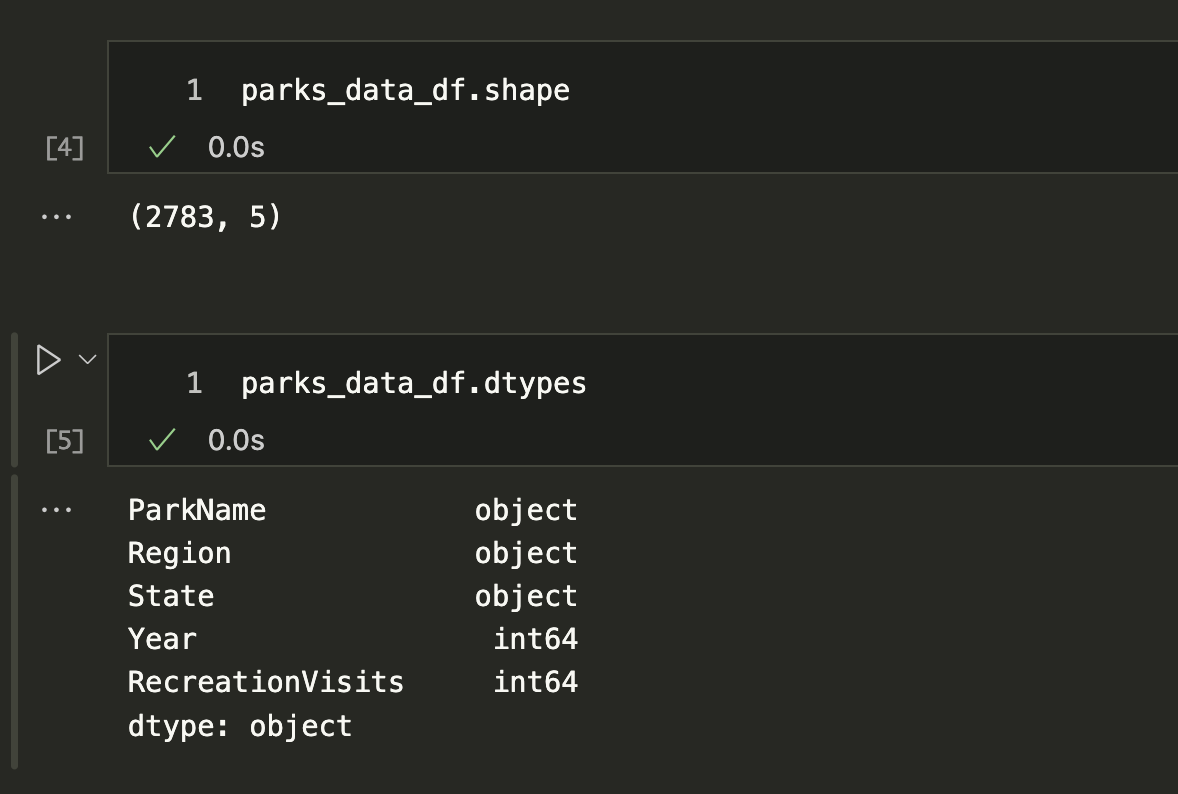 1 parks_data_df.shape
[4] ✓ 0.0s
... (2783, 5)
1 parks_data_df.dtypes
[5] ✓ 0.0s
... ParkName object
Region object
State object
Year int64
RecreationVisits int64
dtype: object